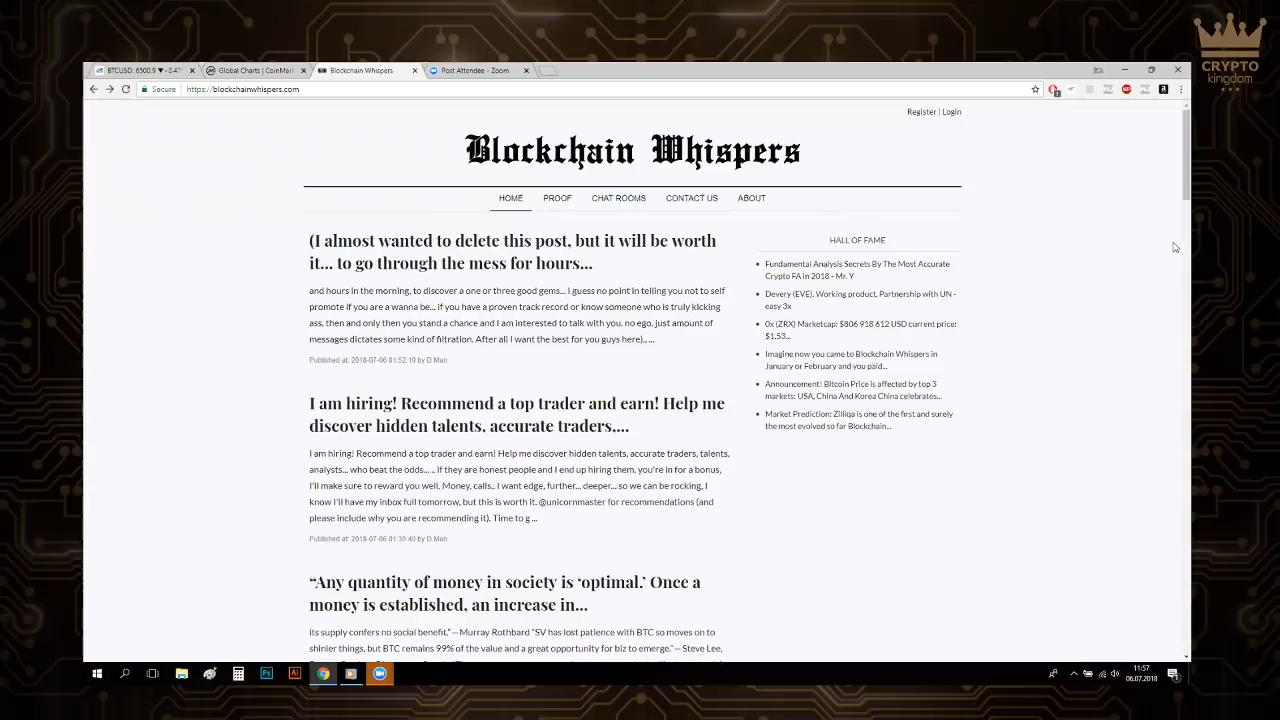 CRYPTO
kingdom
BTCUSD: 6500.9 ▼-0.4
Global Charts | CoinMar
Blockchain Whispers
Post Attendee - Zoom
Secure
https://blockchainwhispers.com
Register | Login
Blockchain Whispers
HOME
PROOF
CHAT ROOMS
CONTACT US
ABOUT
(I almost wanted to delete this post, but it will be worth
it... to go through the mess for hours...
and hours in the morning, to discover a one or three good gems... I guess no point in telling you not to self
promote if you are a wanna be... if you have a proven track record or know someone who is truly kicking
ass, then and only then you stand a chance and I am interested to talk with you. no ego. just amount of
messages dictates some kind of filtration. After all I want the best for you guys here).. ...
Published at: 2018-07-06 01:52:19 by D Man
I am hiring! Recommend a top trader and earn! Help me
discover hidden talents, accurate traders,...
I am hiring! Recommend a top trader and earn! Help me discover hidden talents, accurate traders, talents,
analysts... who beat the odds... .. if they are honest people and I end up hiring them, you're in for a bonus,
I'll make sure to reward you well. Money, calls.. I want edge, further... deeper... so we can be rocking. I
know I'll have my inbox full tomorrow, but this is worth it. @unicornmaster for recommendations (and
please include why you are recommending it). Time to g ...
Published at: 2018-07-06 01:39:40 by D Man
“Any quantity of money in society is ‘optimal.’ Once a
money is established, an increase in...
its supply confers no social benefit.”—Murray Rothbard “SV has lost patience with BTC so moves on to
shinier things, but BTC remains 99% of the value and a great opportunity for biz to emerge.”— Steve Lee,
HALL OF FAME
Fundamental Analysis Secrets By The Most Accurate
Crypto FA in 2018 - Mr. Y
Devery (EVE), Working product, Partnership with UN -
easy 3x
0x (ZRX) Marketcap: $806 918 612 USD current price:
$1,53...
Imagine now you came to Blockchain Whispers in
January or February and you paid...
Announcement! Bitcoin Price is affected by top 3
markets: USA, China And Korea China celebrates...
Market Prediction: Zilliqa is one of the first and surely
the most evolved so far Blockchain...
11:57
06.07.2018